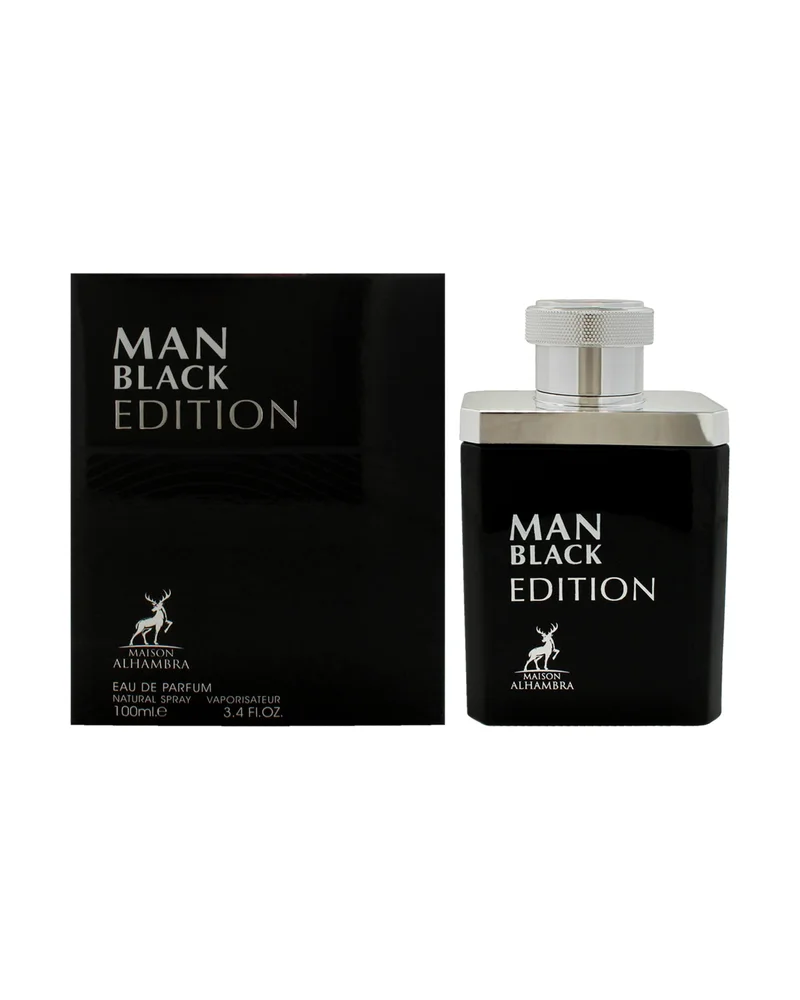 MAN
BLACK
EDITION
MAISON
ALHAMBRA
EAU DE PARFUM
NATURAL SPRAY VAPORISATEUR
100ml.e 3.4 Fl.OZ.
MAN
BLACK
EDITION
MAISON
ALHAMBRA